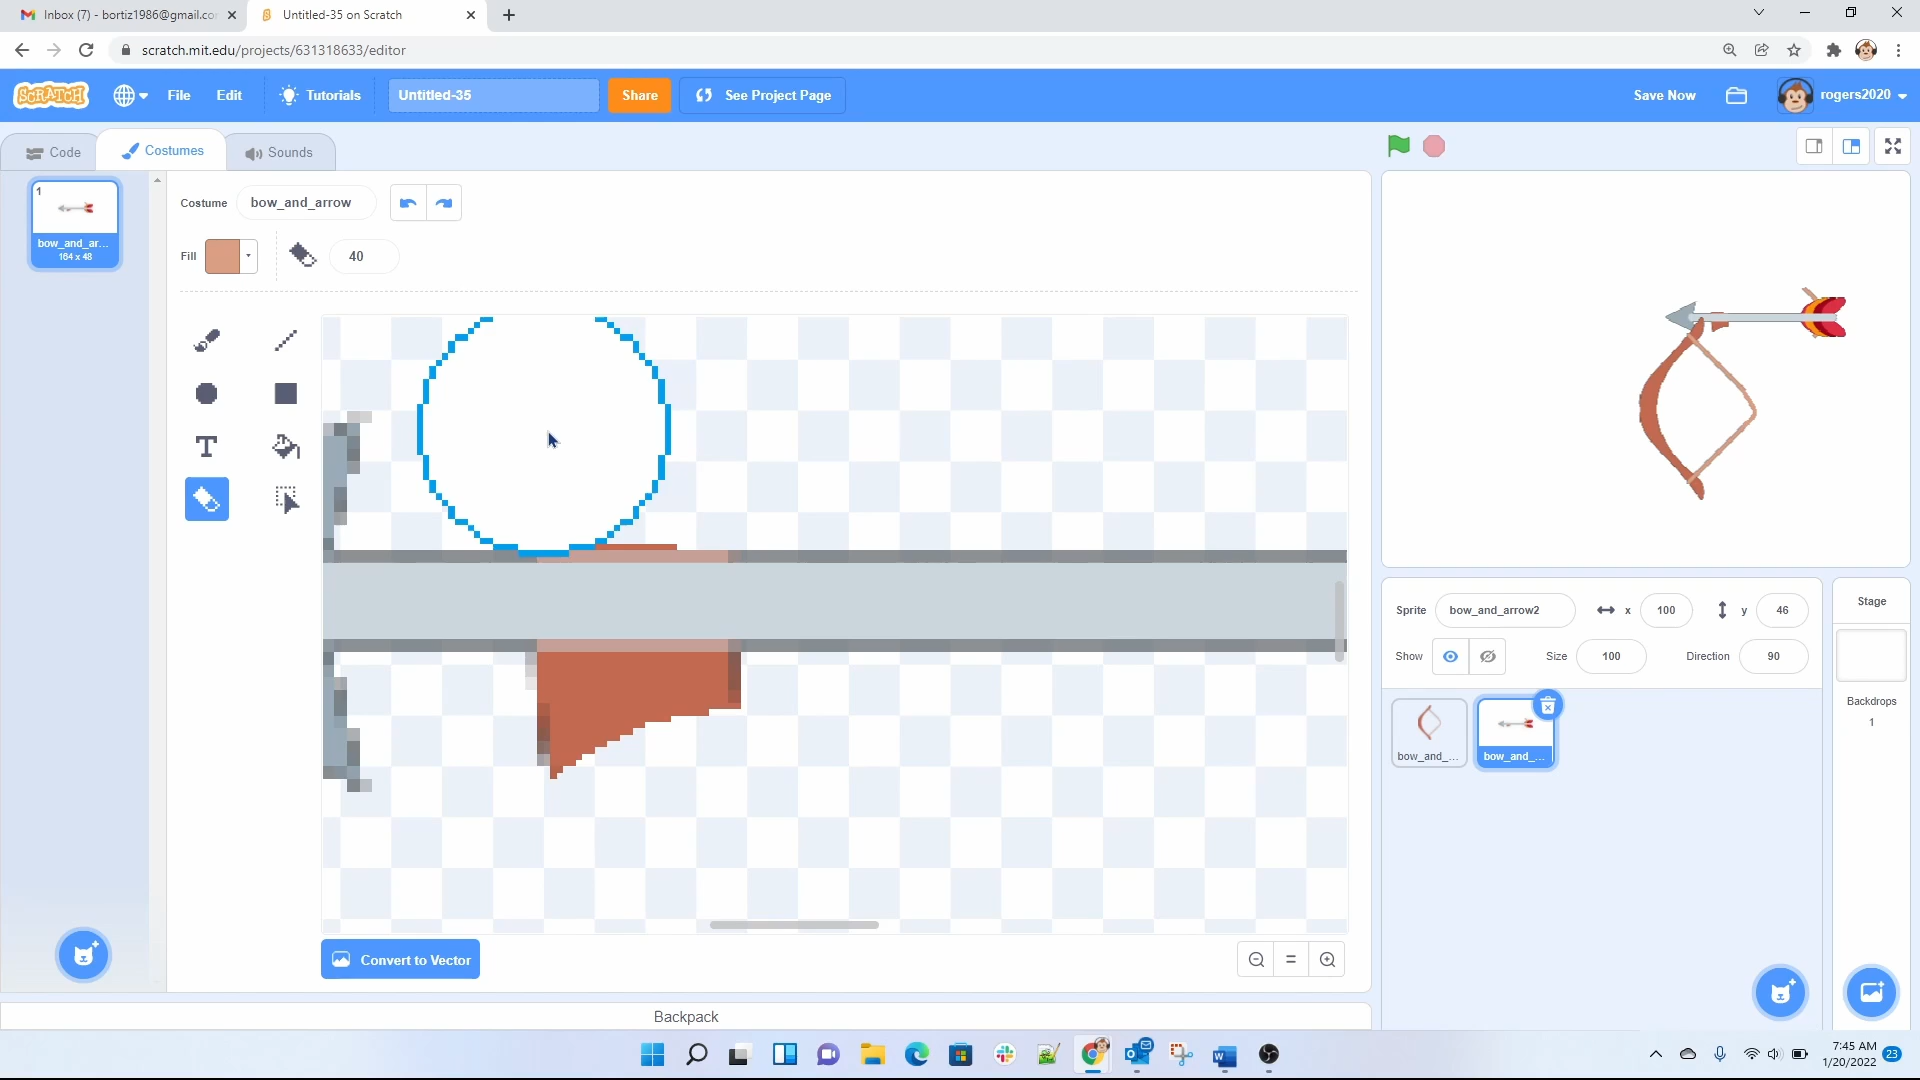 Inbox (7) - bortiz1986@gmail.co
Untitled-35 on Scratch
scratch.mit.edu/projects/631318633/editor
SCRATCH
File
Edit
Tutorials
Untitled-35
Share
See Project Page
Save Now
rogers2020
Code
Costumes
Sounds
1
bow_and_ar...
164 x 48
Costume
bow_and_arrow
Fill
40
T
Convert to Vector
Backpack
Sprite
bow_and_arrow2
x
100
y
46
Show
Size
100
Direction
90
bow_and_...
bow_and_...
Stage
Backdrops
1
7:45 AM
1/20/2022
23